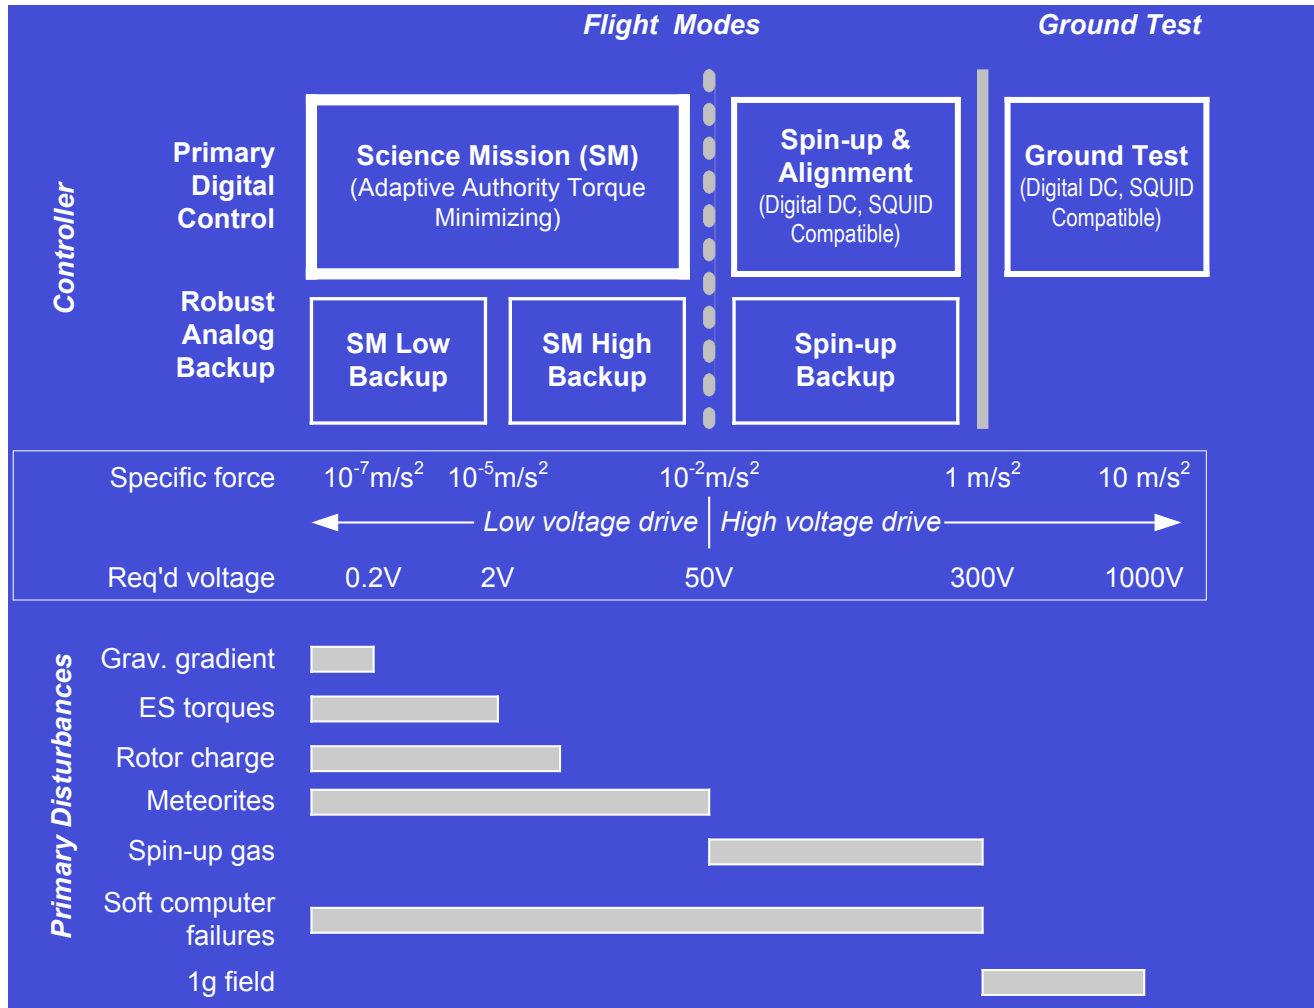 Flight Modes
Ground Test
Controller
Primary
Digital
Control
Science Mission (SM)
(Adaptive Authority Torque
Minimizing)
Spin-up &
Alignment
(Digital DC, SQUID
Compatible)
Ground Test
(Digital DC, SQUID
Compatible)
Robust
Analog
Backup
SM Low
Backup
SM High
Backup
Spin-up
Backup
Specific force 10⁻⁷m/s² 10⁻⁵m/s² 10⁻²m/s² 1 m/s² 10 m/s²
Low voltage drive High voltage drive
Req'd voltage 0.2V 2V 50V 300V 1000V
Primary Disturbances
Grav. gradient
ES torques
Rotor charge
Meteorites
Spin-up gas
Soft computer
failures
1g field